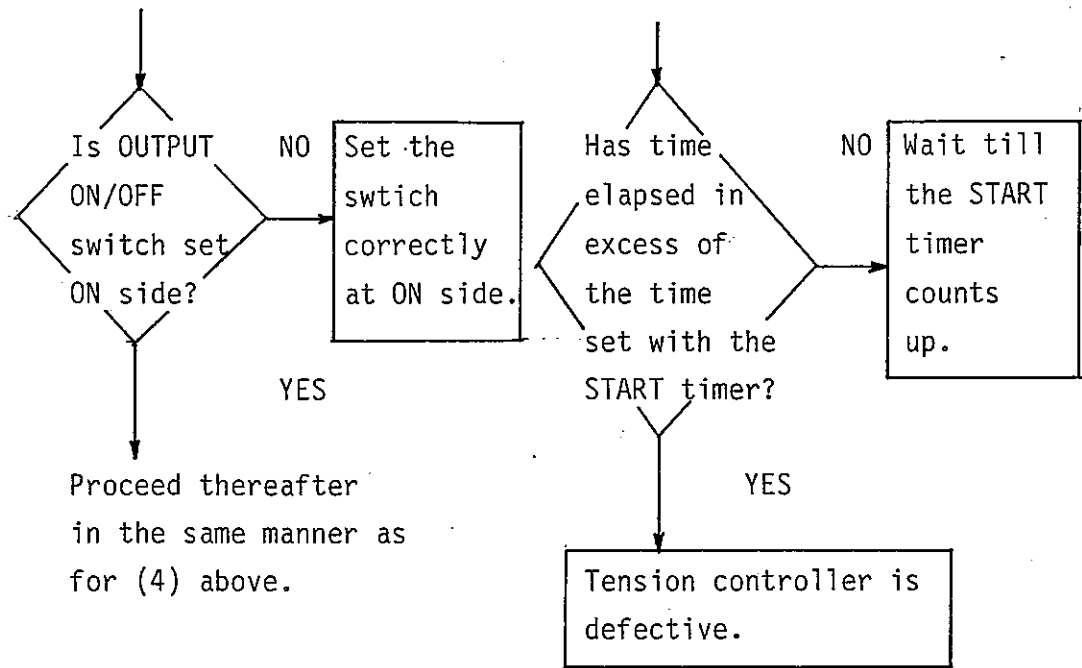 Is OUTPUT
ON/OFF
switch set
ON side?
NO
Set the
swtich
correctly
at ON side.
YES
Proceed thereafter
in the same manner as
for (4) above.
Has time
elapsed in
excess of
the time
set with the
START timer?
NO
Wait till
the START
timer
counts
up.
YES
Tension controller is
defective.